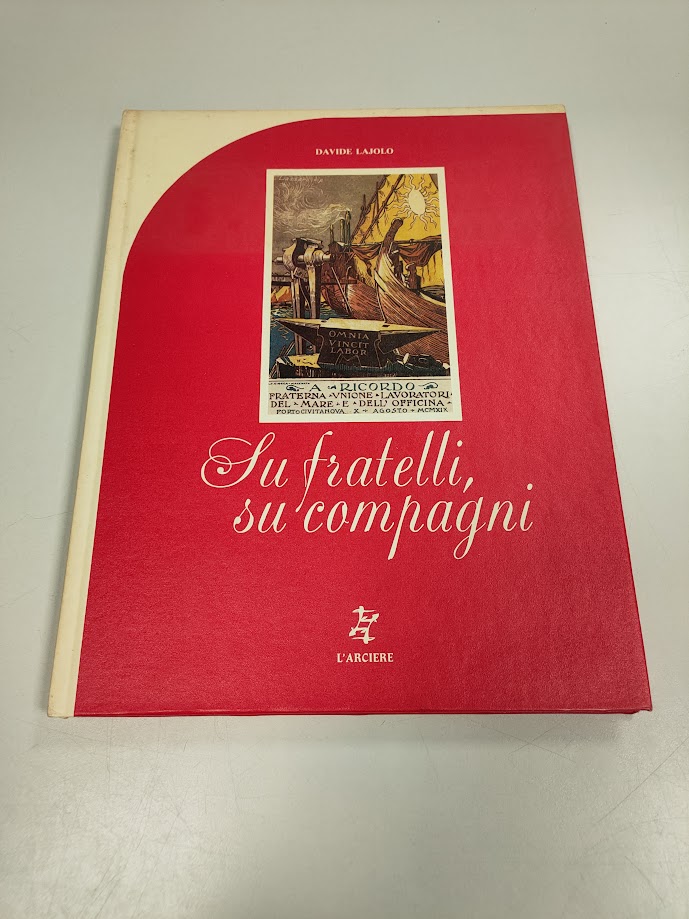 DAVIDE LAJOLO
OMNIA
VINCIT
LABOR
A RICORDO
FRATERNA • VNIONE • LAVORATORI
DEL • MARE • E • DELL'OFFICINA •
PORTOCIVITANOVA X • AGOSTO • MCMXIX
Su fratelli,
su compagni
L'ARCIERE